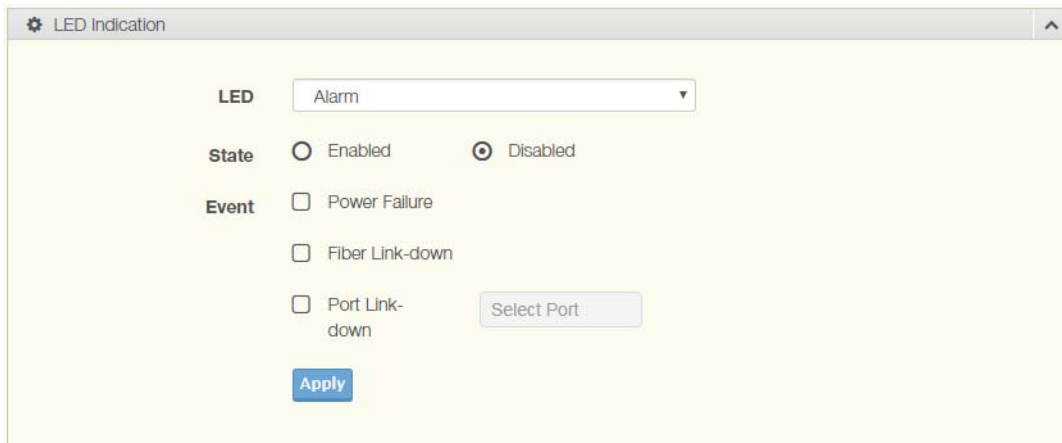 LED Indication
LED Alarm
State Enabled Disabled
Event Power Failure
Fiber Link-down
Port Link-
down
Select Port
Apply